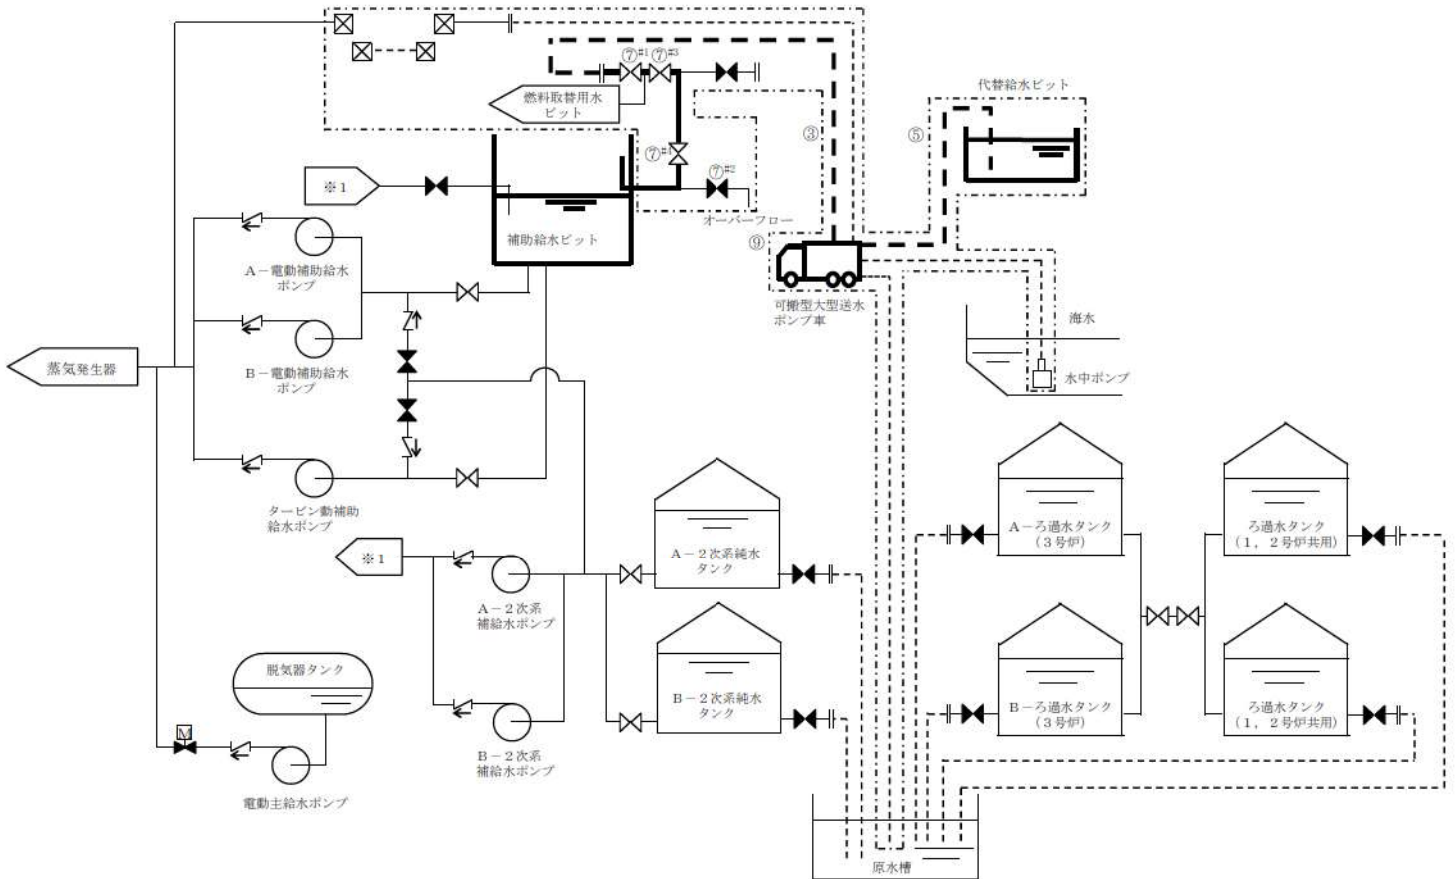 ⑦#1
⑦#3
燃料取替用水
ピット
代替給水ピット
③
⑤
⑦#4
⑦#2
※1
オーバーフロー
補助給水ピット
⑨
A－電動補助給水
ポンプ
可搬型大型送水
ポンプ車
海水
B－電動補助給水
ポンプ
蒸気発生器
水中ポンプ
タービン動補助
給水ポンプ
A－ろ過水タンク
（3号炉）
ろ過水タンク
（1，2号炉共用）
※1
A－2次系純水
タンク
A－2次系
補給水ポンプ
脱気器タンク
B－2次系純水
タンク
B－ろ過水タンク
（3号炉）
ろ過水タンク
（1，2号炉共用）
M
B－2次系
補給水ポンプ
電動主給水ポンプ
原水槽